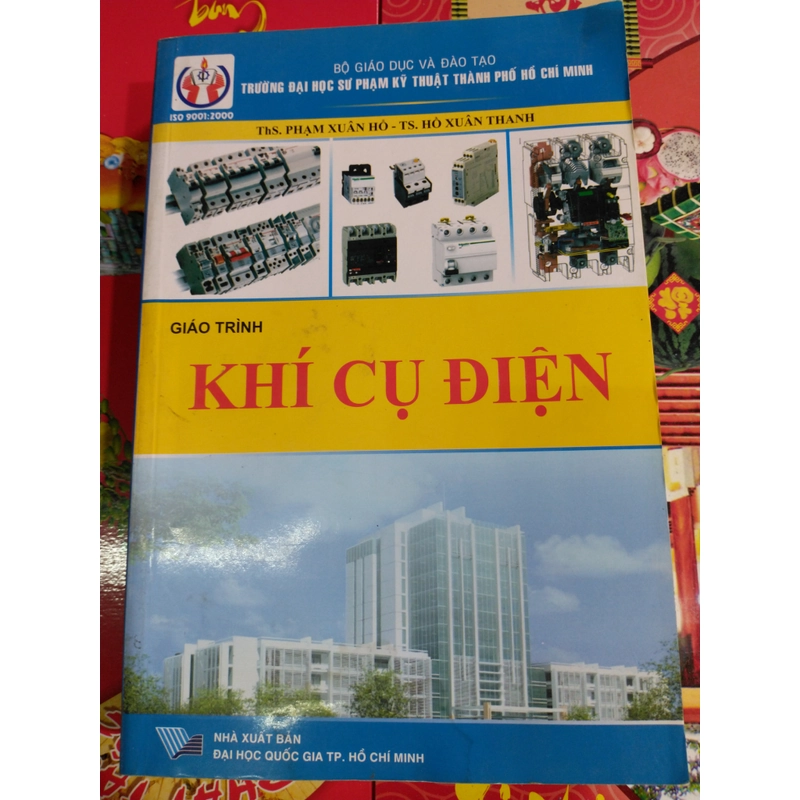 BỘ GIÁO DỤC VÀ ĐÀO TẠO
TRƯỜNG ĐẠI HỌC SƯ PHẠM KỸ THUẬT THÀNH PHỐ HỒ CHÍ MINH
ISO 9001:2000
ThS. PHẠM XUÂN HỔ - TS. HỒ XUÂN THANH
GIÁO TRÌNH
KHÍ CỤ ĐIỆN
NHÀ XUẤT BẢN
ĐẠI HỌC QUỐC GIA TP. HỒ CHÍ MINH